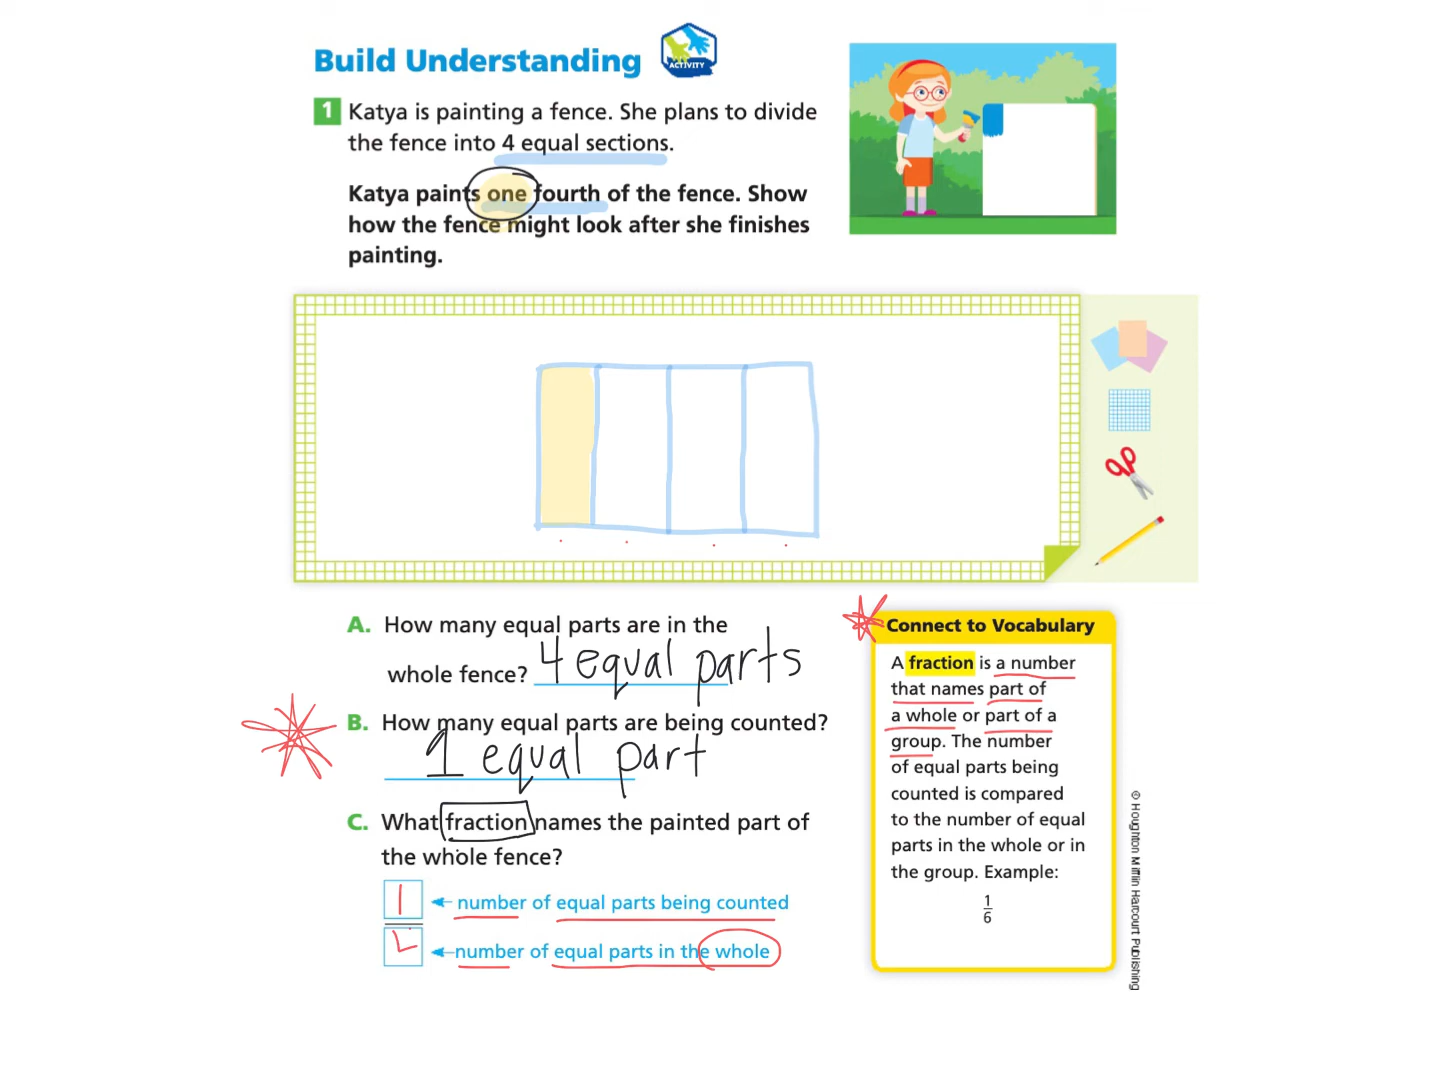 Build Understanding
ACTIVITY
1 Katya is painting a fence. She plans to divide
the fence into 4 equal sections.
Katya paints one fourth of the fence. Show
how the fence might look after she finishes
painting.
A. How many equal parts are in the
whole fence? 4 equal parts
B. How many equal parts are being counted?
1 equal part
C. What fraction names the painted part of
the whole fence?
1 number of equal parts being counted
number of equal parts in the whole
Connect to Vocabulary
A fraction is a number
that names part of
a whole or part of a
group. The number
of equal parts being
counted is compared
to the number of equal
parts in the whole or in
the group. Example:
1
6
© Houghton Mifflin Harcourt Publishing